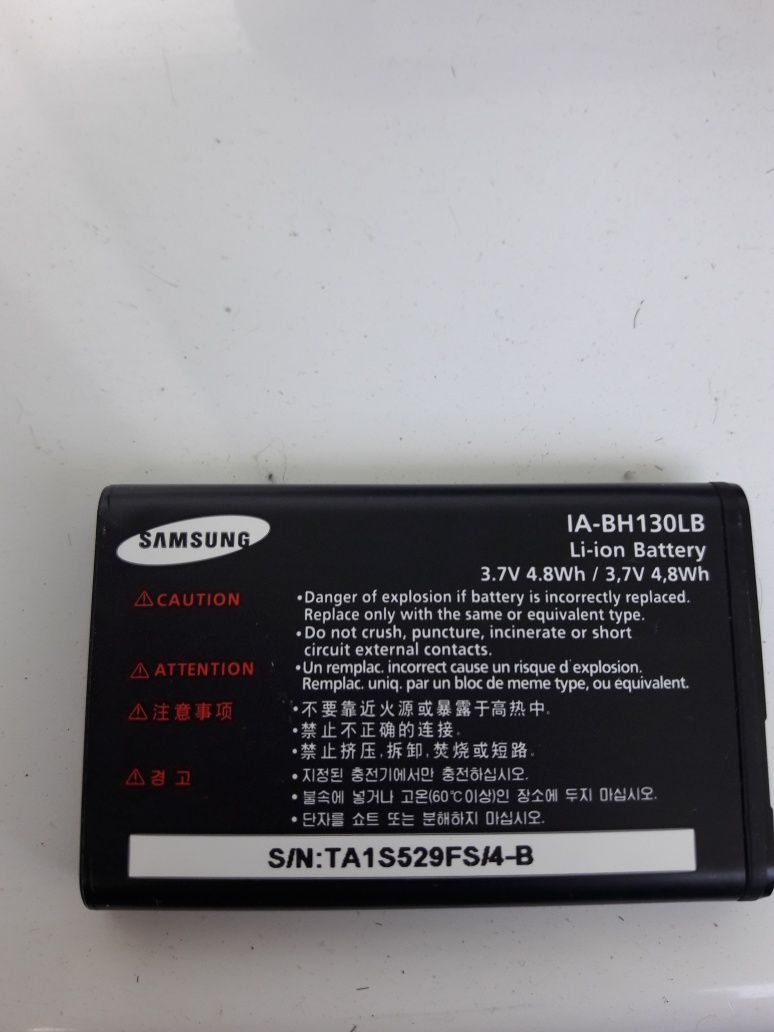 SAMSUNG
IA-BH130LB
Li-ion Battery
3.7V 4.8Wh / 3,7V 4,8Wh
⚠CAUTION
•Danger of explosion if battery is incorrectly replaced.
Replace only with the same or equivalent type.
•Do not crush, puncture, incinerate or short
circuit external contacts.
⚠ ATTENTION
•Un remplac. incorrect cause un risque d'explosion.
Remplac. uniq. par un bloc de meme type, ou équivalent.
⚠注意事项
•不要靠近火源或暴露于高热中.
•禁止不正确的连接.
•禁止挤压,拆卸,焚烧或短路.
⚠경 고
• 지정된 충전기에서만 충전하십시오.
• 불속에 넣거나 고온(60℃이상)인 장소에 두지 마십시오.
• 단자를 쇼트 또는 분해하지 마십시오.
S/N:TA1S529FS/4-B